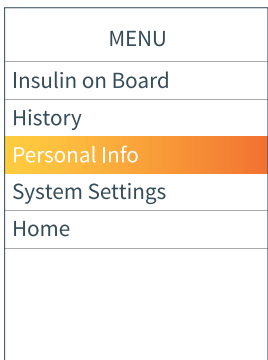 MENU
Insulin on Board
History
Personal Info
System Settings
Home